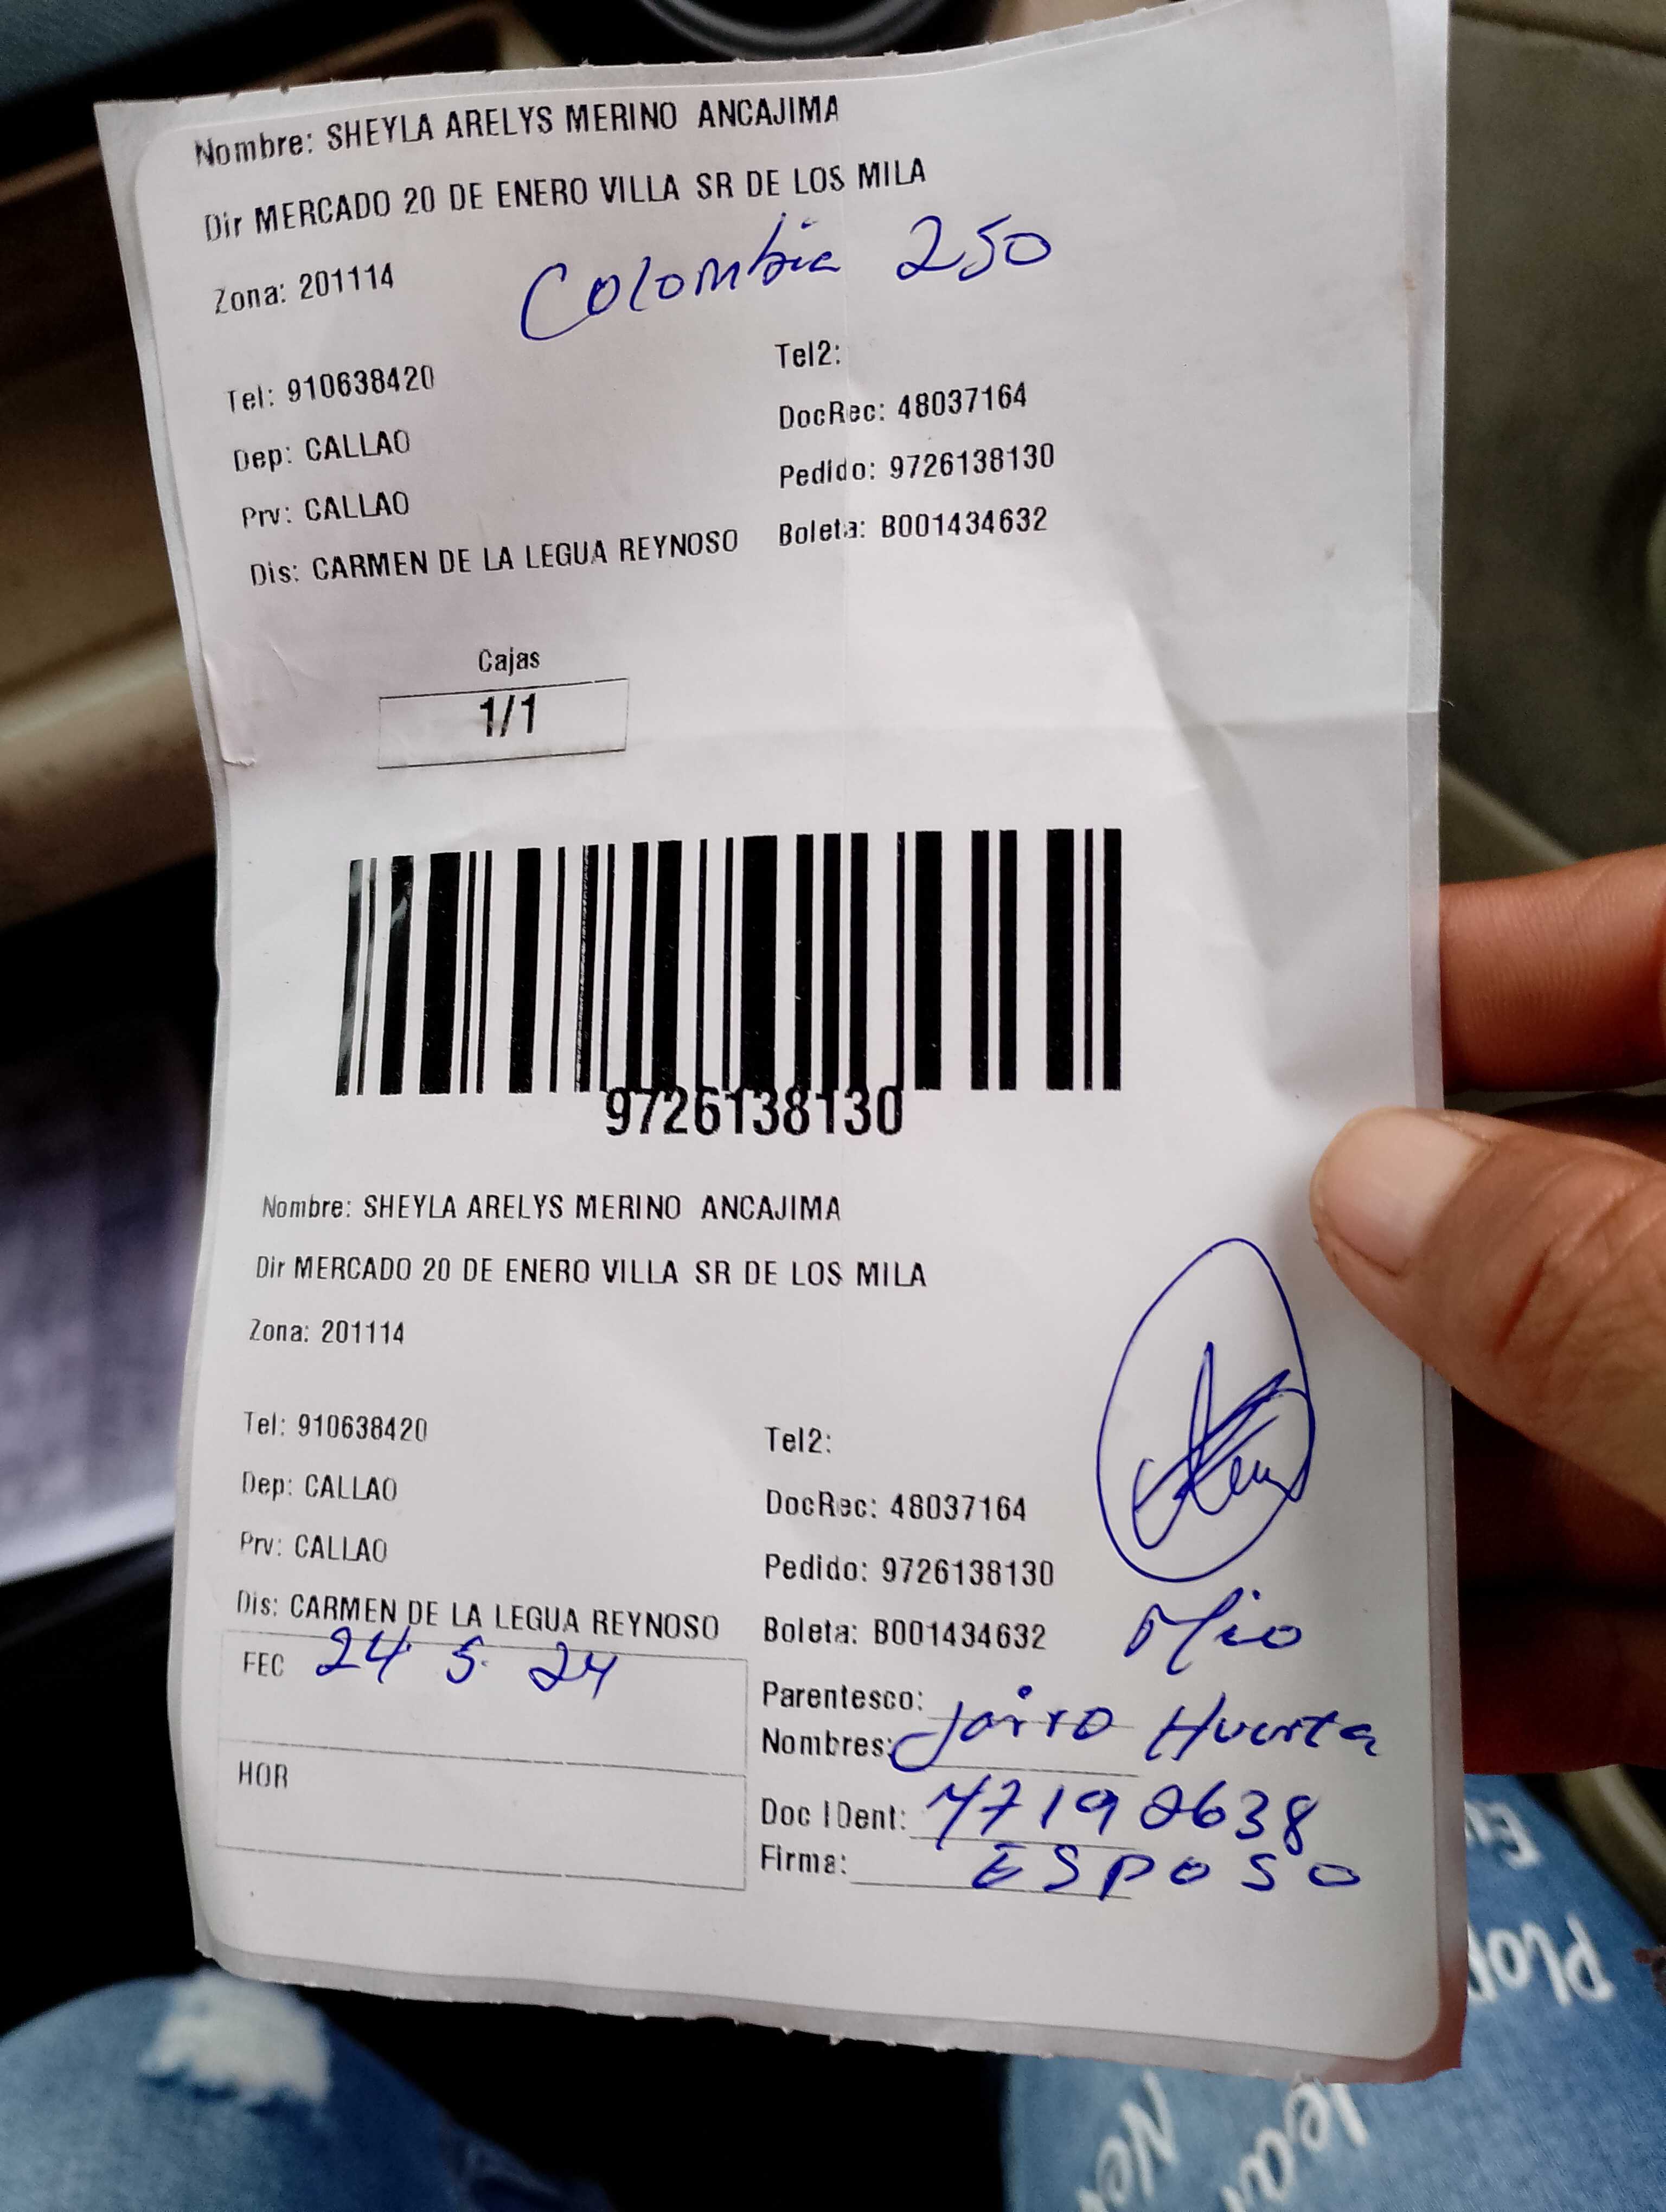 Nombre: SHEYLA ARELYS MERINO ANCAJIMA
Dir MERCADO 20 DE ENERO VILLA SR DE LOS MILA
Zona: 201114
Colombia 250
Tel: 910638420
Tel2:
Dep: CALLAO
DocRec: 48037164
Prv: CALLAO
Pedido: 9726138130
Dis: CARMEN DE LA LEGUA REYNOSO
Boleta: B001434632
Cajas
1/1
9726138130
Nombre: SHEYLA ARELYS MERINO ANCAJIMA
Dir MERCADO 20 DE ENERO VILLA SR DE LOS MILA
Zona: 201114
Tel: 910638420
Tel2:
Dep: CALLAO
DocRec: 48037164
Prv: CALLAO
Pedido: 9726138130
Dis: CARMEN DE LA LEGUA REYNOSO
Boleta: B001434632
FEC 24 5. 24
HOR
Parentesco:
Nombres: Jairo Huerta
Doc IDent:
Firma: ESPOSO